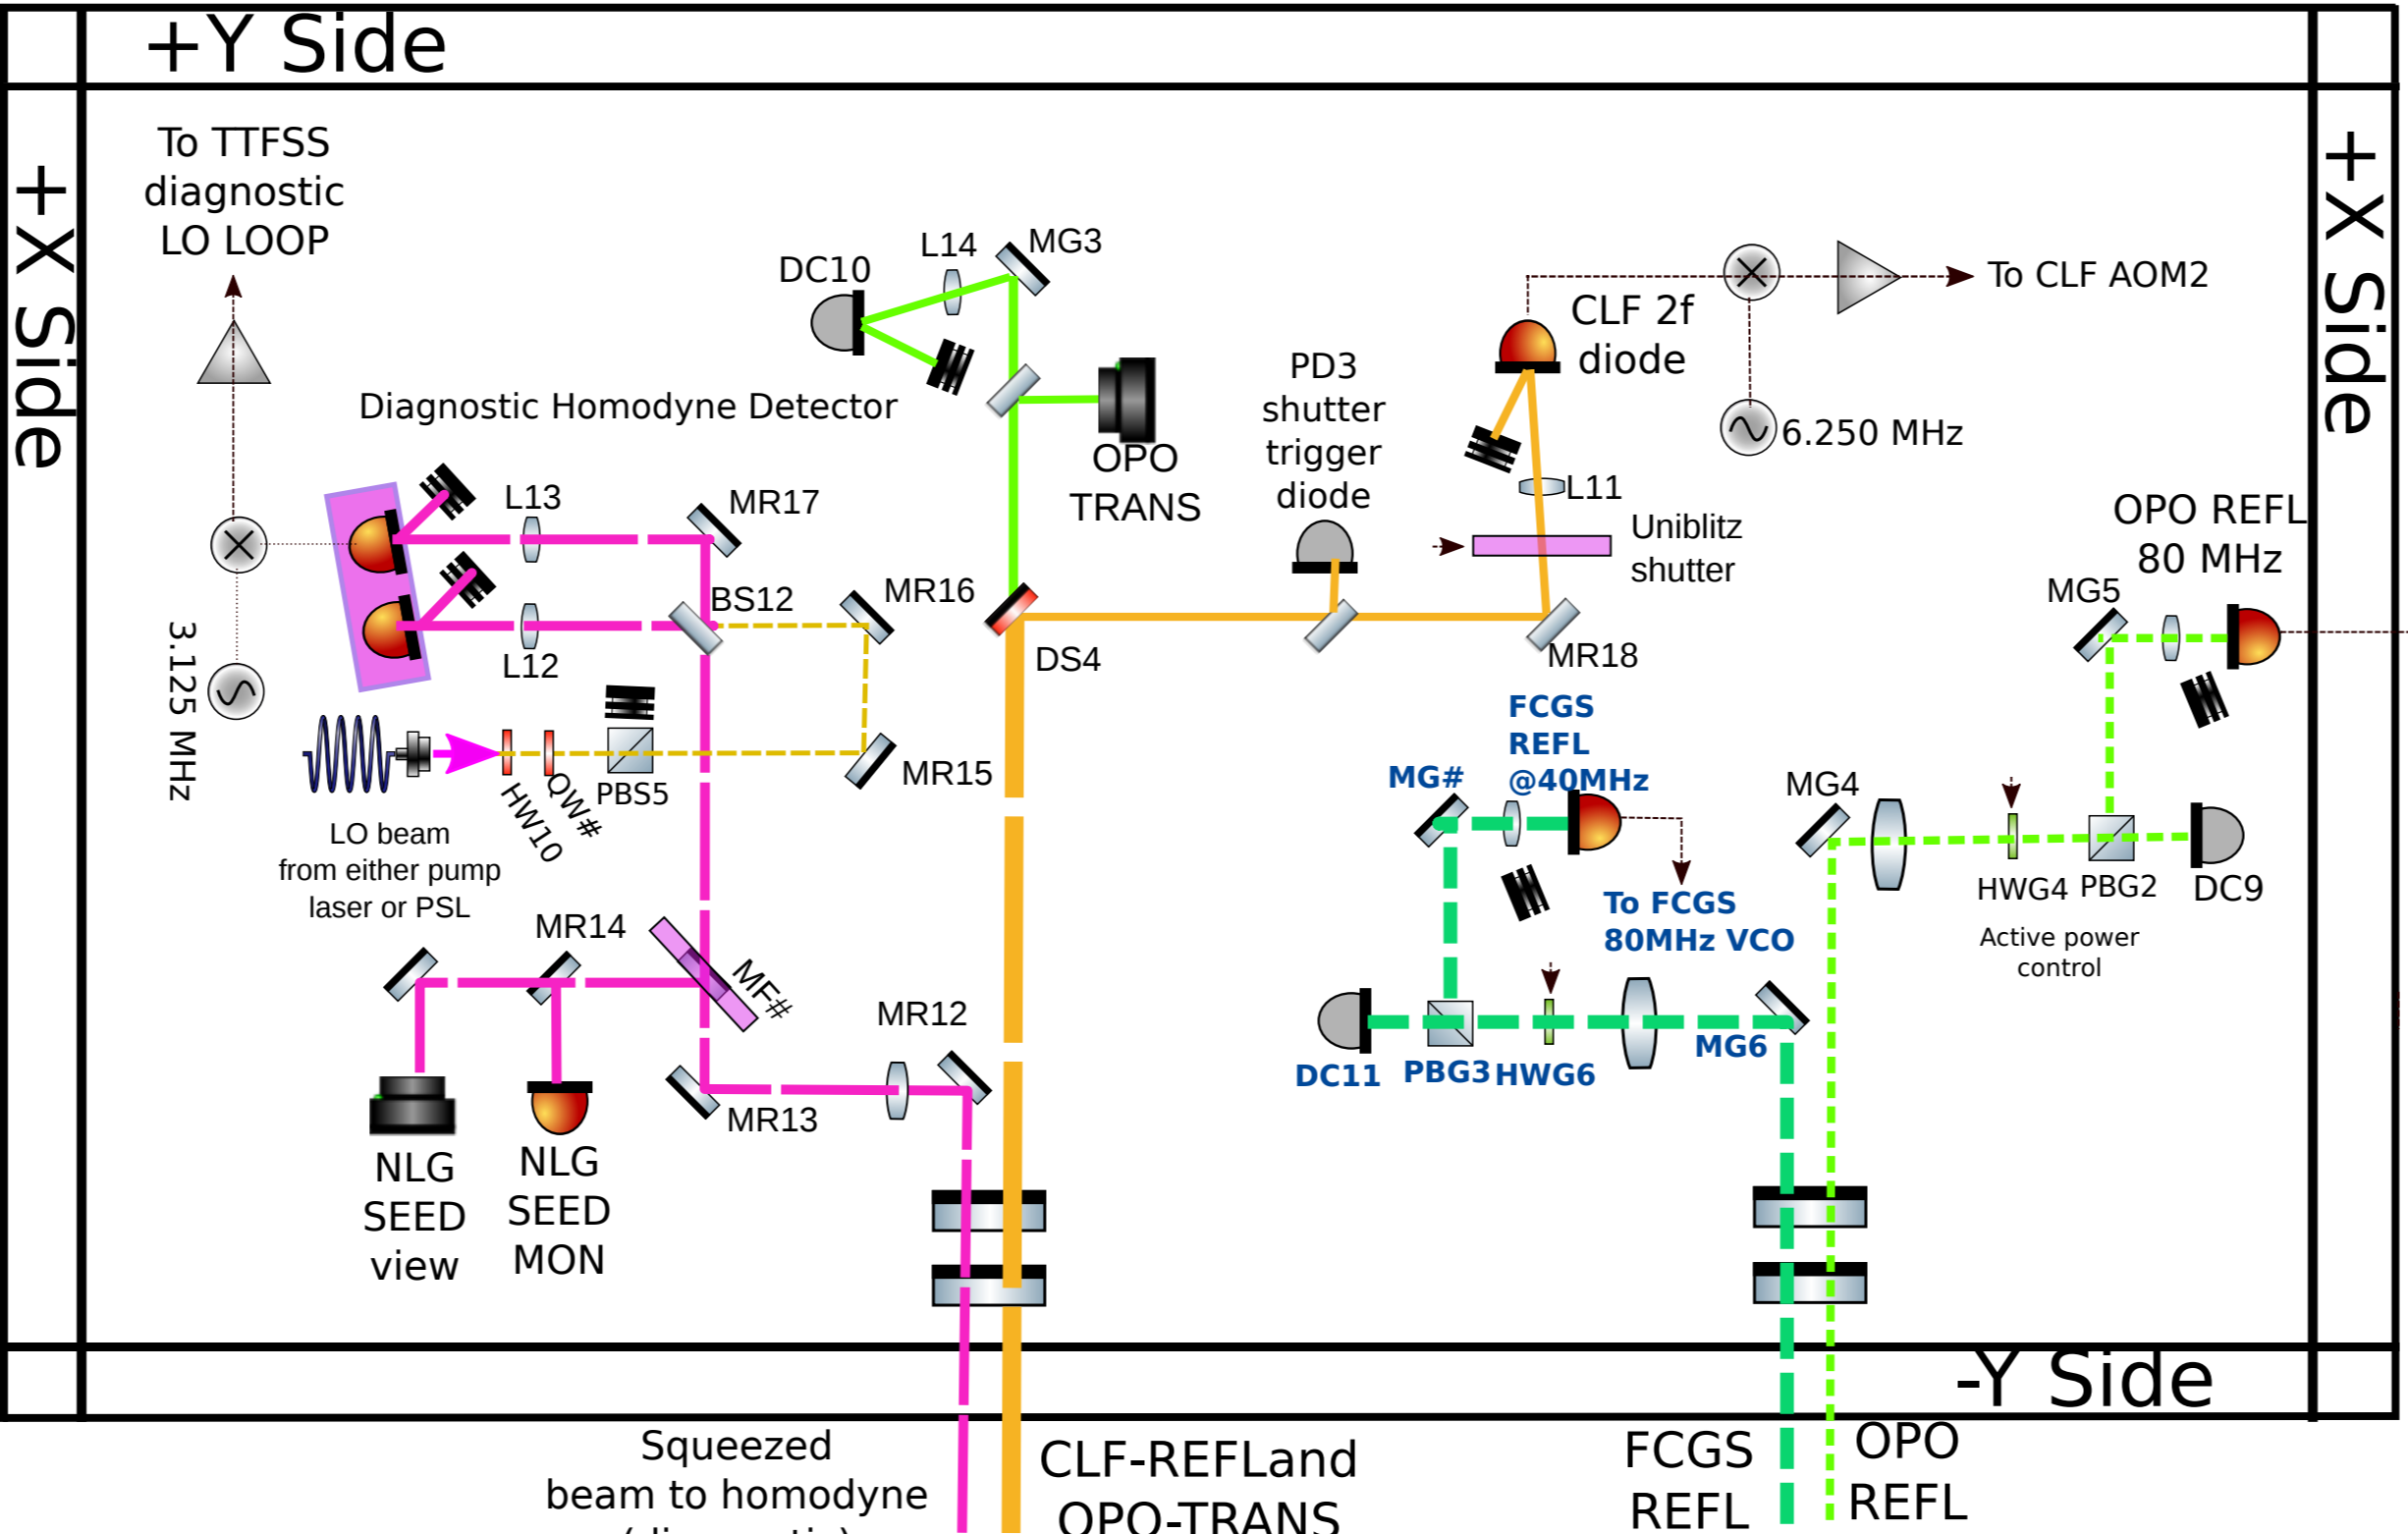 +Y Side
+X Side
+X Side
To TTFSS
diagnostic
LO LOOP
L14
MG3
DC10
To CLF AOM2
CLF 2f
diode
PD3
shutter
trigger
diode
Diagnostic Homodyne Detector
6.250 MHz
OPO
TRANS
L13
MR17
L11
Uniblitz
shutter
OPO REFL
80 MHz
MG5
BS12
MR16
L12
DS4
MR18
3.125 MHz
FCGS
REFL
@40MHz
MG#
MR15
MG4
PBS5
QW#
HW10
LO beam
from either pump
laser or PSL
To FCGS
80MHz VCO
HWG4
PBG2
DC9
Active power
control
MR14
MF#
MR12
MG6
DC11
PBG3
HWG6
MR13
NLG
SEED
view
NLG
SEED
MON
-Y Side
Squeezed
beam to homodyne
(diagnostic)
CLF-REFLand
OPO-TRANS
FCGS
REFL
OPO
REFL